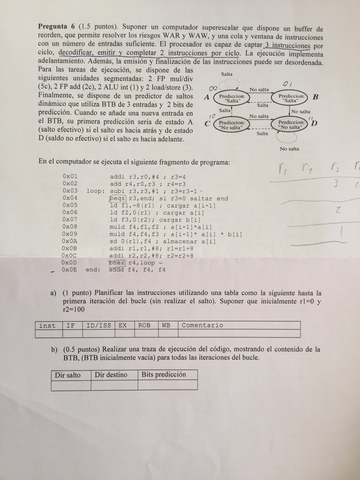 Pregunta 6 (1.5 puntos). Suponer un computador superescalar que dispone un buffer de
reorden, que permite resolver los riesgos WAR y WAW, y una cola y ventana de instrucciones
con un número de entradas suficiente. El procesador es capaz de captar 3 instrucciones por
ciclo, decodificar, emitir y completar 2 instrucciones por ciclo. La ejecución implementa
adelantamiento. Además, la emisión y finalización de las instrucciones puede ser desordenada.
Para las tareas de ejecución, se dispone de las
siguientes unidades segmentadas: 2 FP mul/div
(5c), 2 FP add (2c), 2 ALU int (1) y 2 load/store (3).
Finalmente, se dispone de un predictor de saltos
dinámico que utiliza BTB de 3 entradas y 2 bits de
predicción. Cuando se añade una nueva entrada en
el BTB, su primera predicción sería de estado A
(salto efectivo) si el salto es hacia atrás y de estado
D (saldo no efectivo) si el salto es hacia adelante.
Salta
No salta
00
01
A
Prediccion: "Salta"
Prediccion: "Salta"
B
Salta
Salta
No salta
10
11
C
Prediccion: "No salta"
Prediccion: "No salta"
D
Salta
No salta
No salta
En el computador se ejecuta el siguiente fragmento de programa:
0x01 addi r3,r0,#4 ; r3=4
0x02 add r4,r0,r3 ; r4=r3
0x03 loop: subi r3,r3,#1 ; r3=r3-1
0x04 beqz r3,end; si r3=0 saltar end
0x05 ld f1,-8(r1) ; cargar a[i-1]
0x06 ld f2,0(r1) ; cargar a[i]
0x07 ld f3,0(r2); cargar b[i]
0x08 muld f4,f1,f2 ; a[i-1]*a[i]
0x09 muld f4,f4,f3 ; a[i-1]* a[i] * b[i]
0x0A sd 0(r1),f4 ; almacenar a[i]
0x0B addi r1,r1,#8; r1=r1+8
0x0C addi r2,r2,#8; r2=r2+8
0x0D bnez r4,loop
0x0E end: addd f4, f4, f4
3
2
1
a) (1 punto) Planificar las instrucciones utilizando una tabla como la siguiente hasta la
primera iteración del bucle (sin realizar el salto). Suponer que inicialmente r1=0 y
r2=100
inst IF ID/ISS EX ROB WB Comentario
b) (0.5 puntos) Realizar una traza de ejecución del código, mostrando el contenido de la
BTB, (BTB inicialmente vacía) para todas las iteraciones del bucle.
Dir salto Dir destino Bits predicción